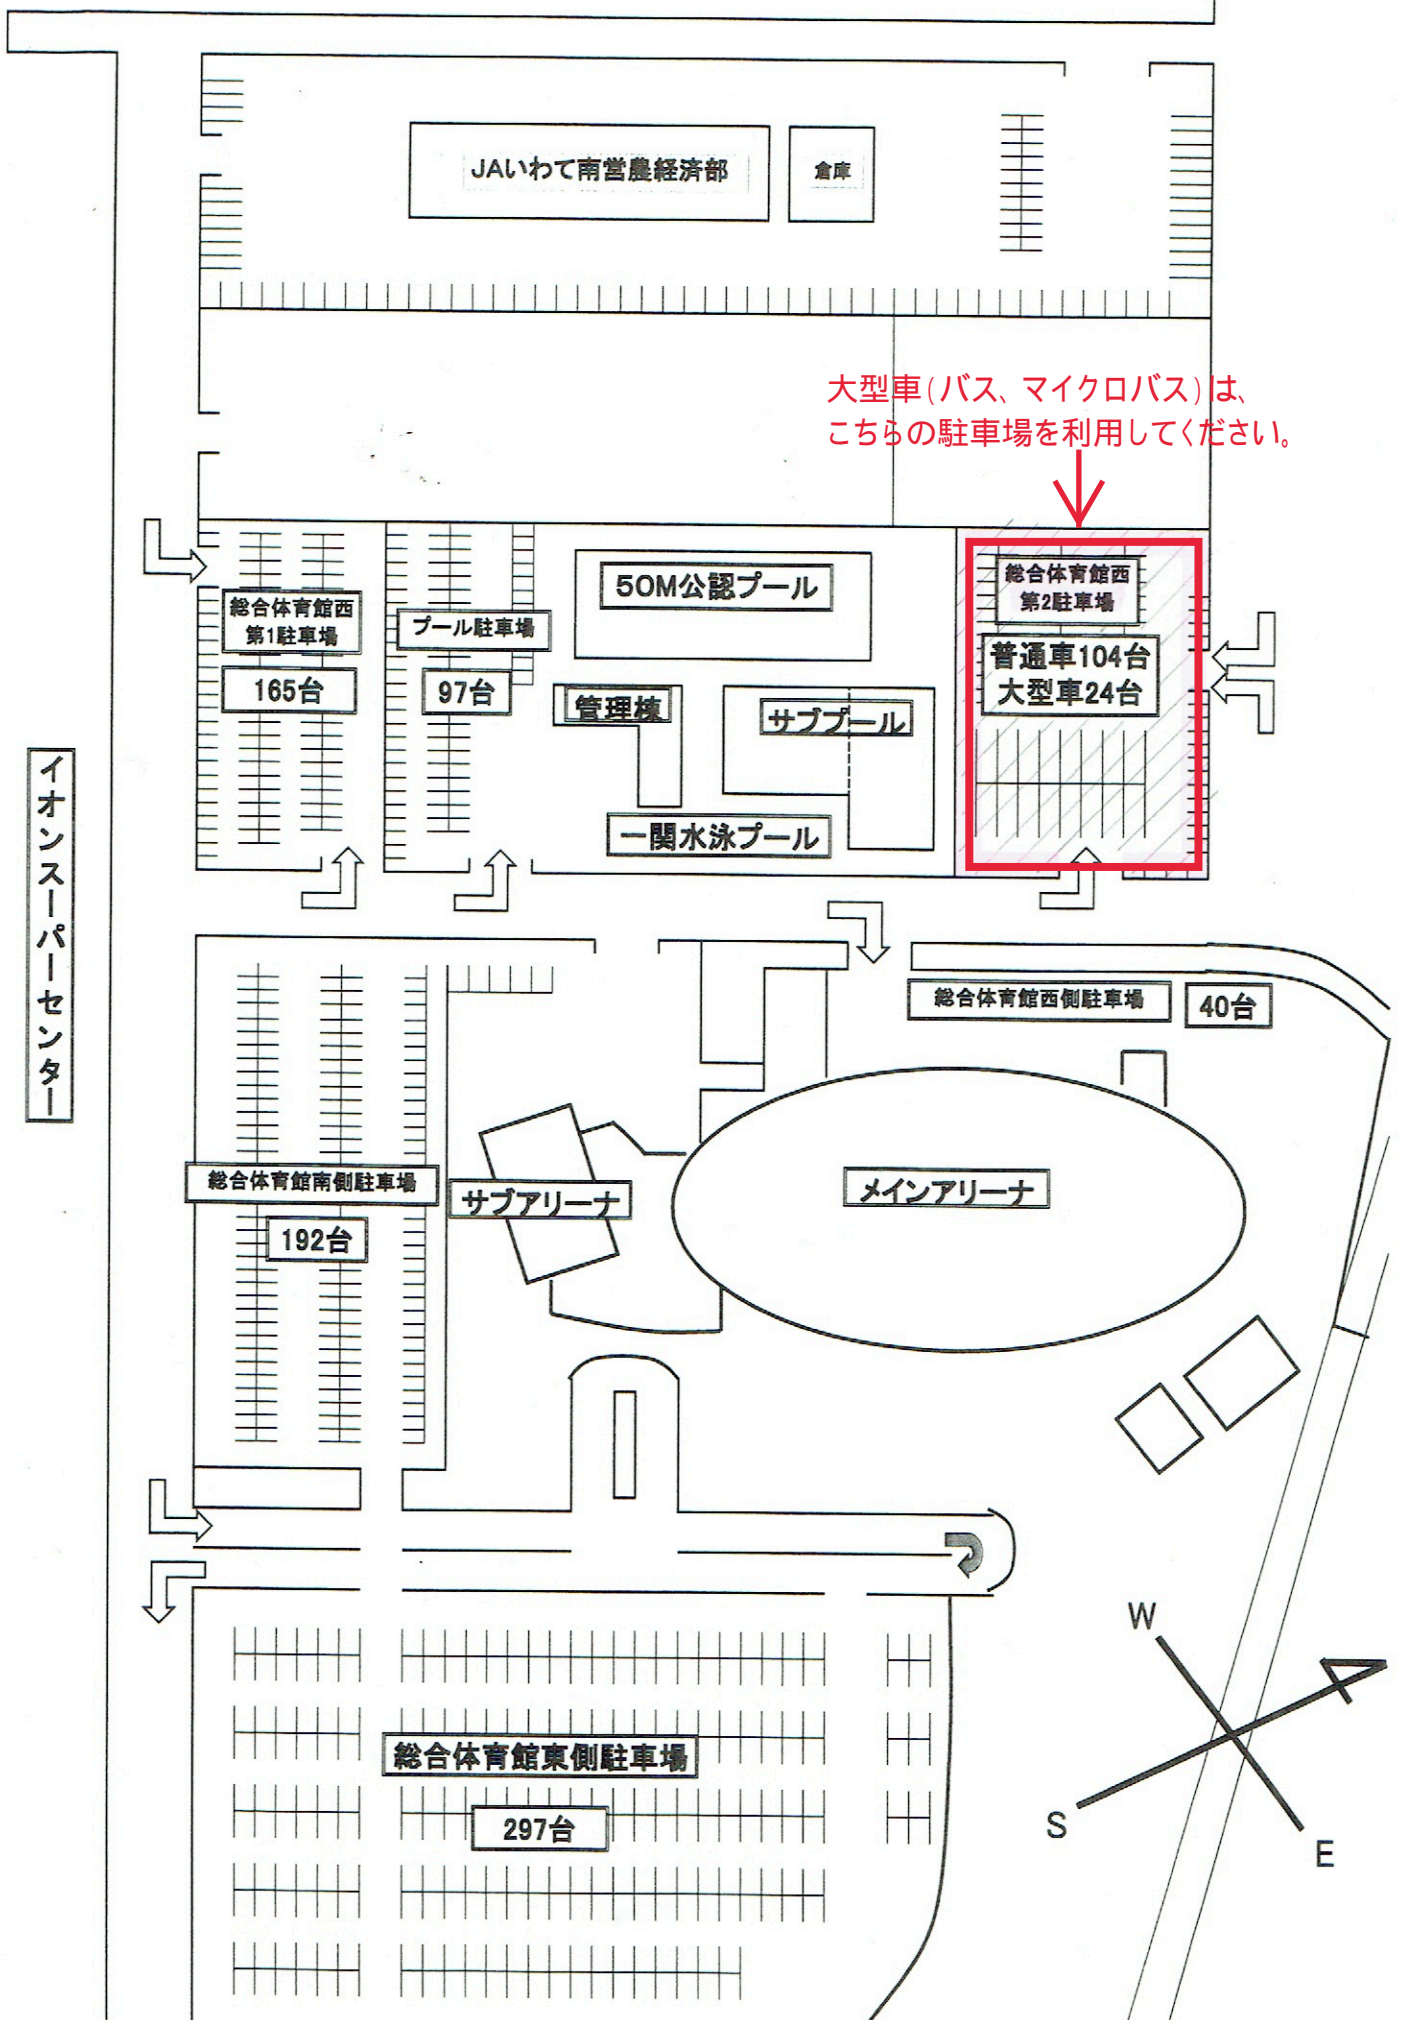 JAいわて南営農経済部
倉庫
大型車(バス、マイクロバス)は、
こちらの駐車場を利用してください。
総合体育館西
第1駐車場
165台
プール駐車場
97台
50M公認プール
管理棟
サブプール
一関水泳プール
総合体育館西
第2駐車場
普通車104台
大型車24台
イオンスーパーセンター
総合体育館西側駐車場
40台
総合体育館南側駐車場
192台
サブアリーナ
メインアリーナ
総合体育館東側駐車場
297台
W
S
E